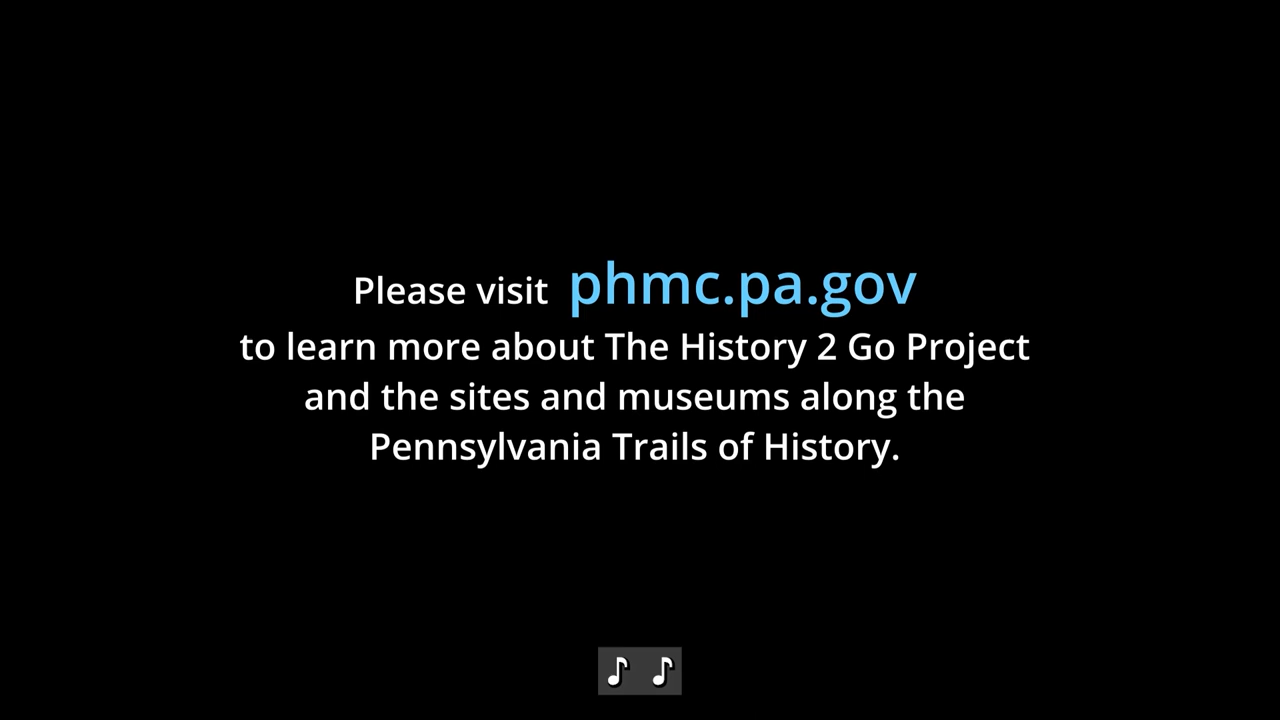 Please visit phmc.pa.gov
to learn more about The History 2 Go Project
and the sites and museums along the
Pennsylvania Trails of History.
♪ ♪